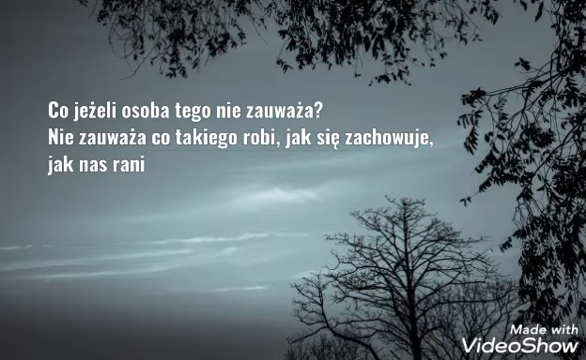 Co jeżeli osoba tego nie zauważa?
Nie zauważa co takiego robi, jak się zachowuje,
jak nas rani
Made with
VideoShow